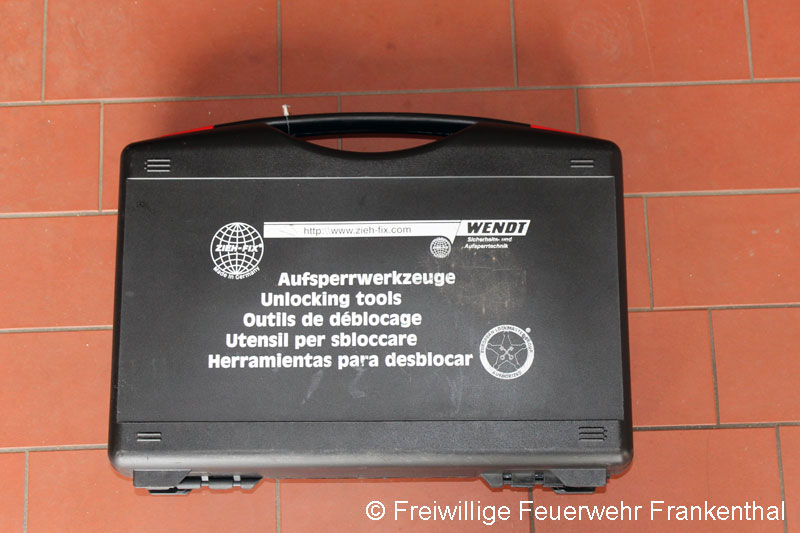 http:\\www.zieh-fix.com
WENDT
Sicherheits- und
Aufsperrtechnik
ZIEH-FIX®
Made in Germany
Aufsperrwerkzeuge
Unlocking tools
Outils de déblocage
Utensil per sbloccare
Herramientas para desblocar
®
© Freiwillige Feuerwehr Frankenthal